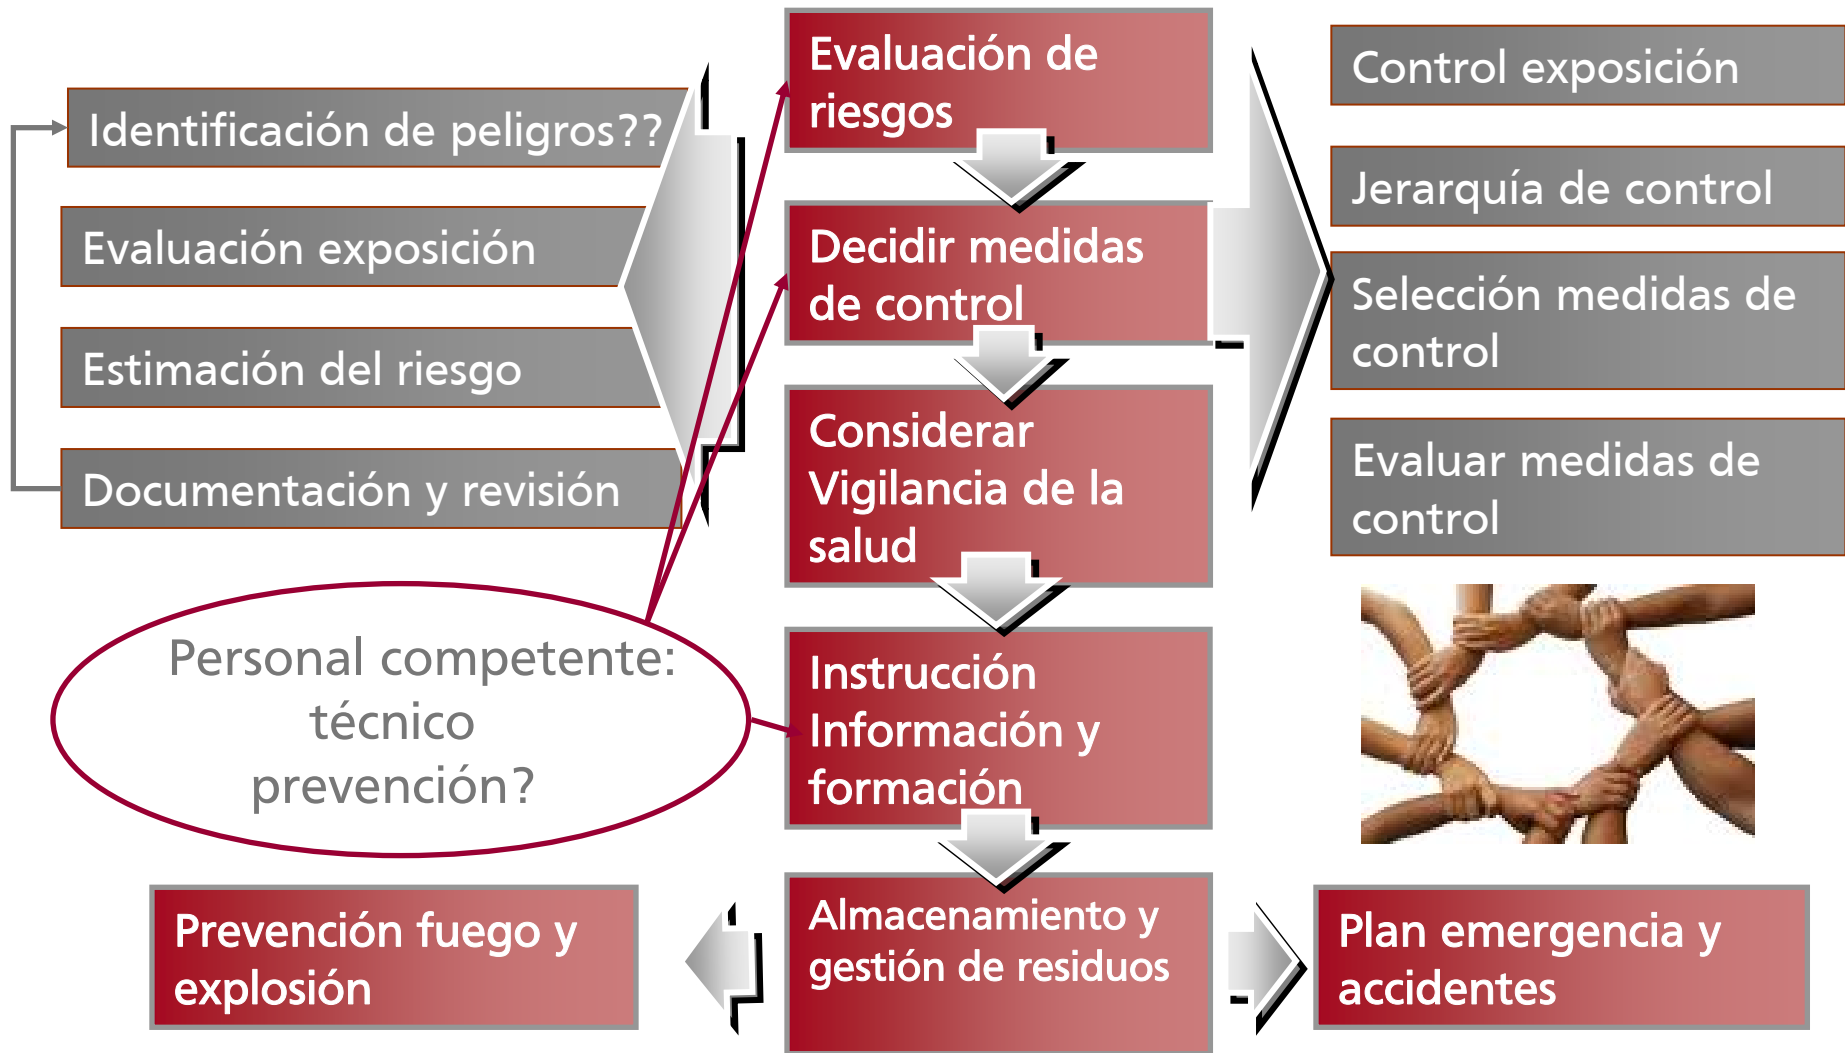 Evaluación de
riesgos
Decidir medidas
de control
Considerar
Vigilancia de la
salud
Instrucción
Información y
formación
Almacenamiento y
gestión de residuos
Identificación de peligros??
Evaluación exposición
Estimación del riesgo
Documentación y revisión
Control exposición
Jerarquía de control
Selección medidas de
control
Evaluar medidas de
control
Personal competente:
técnico
prevención?
Prevención fuego y
explosión
Plan emergencia y
accidentes